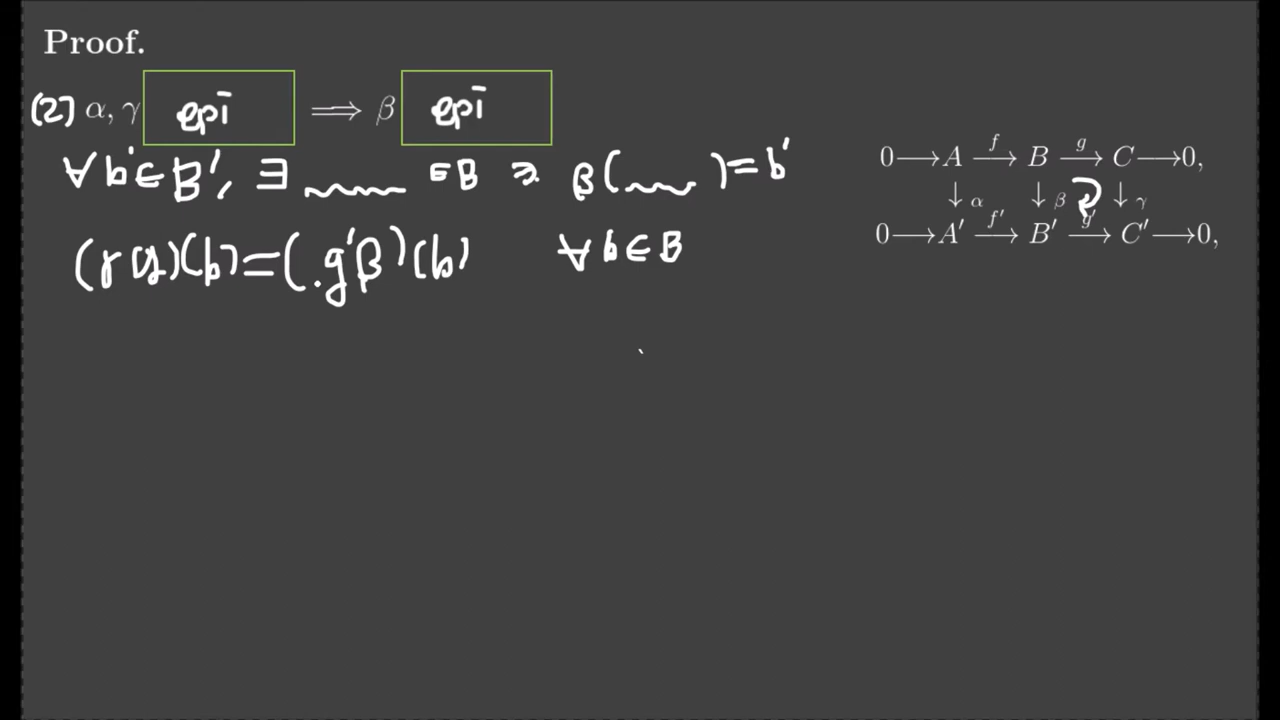 Proof.
(2) α, γ epi ⟹ β epi
∀b'∈B', ∃ ∈B ∋ β( )=b'
(γg)(b)=(.g'β)(b) ∀b∈B
0⟶A f⟶ B g⟶ C⟶0,
↓α ↓β ↓γ
0⟶A' f'⟶ B' g'⟶ C'⟶0,